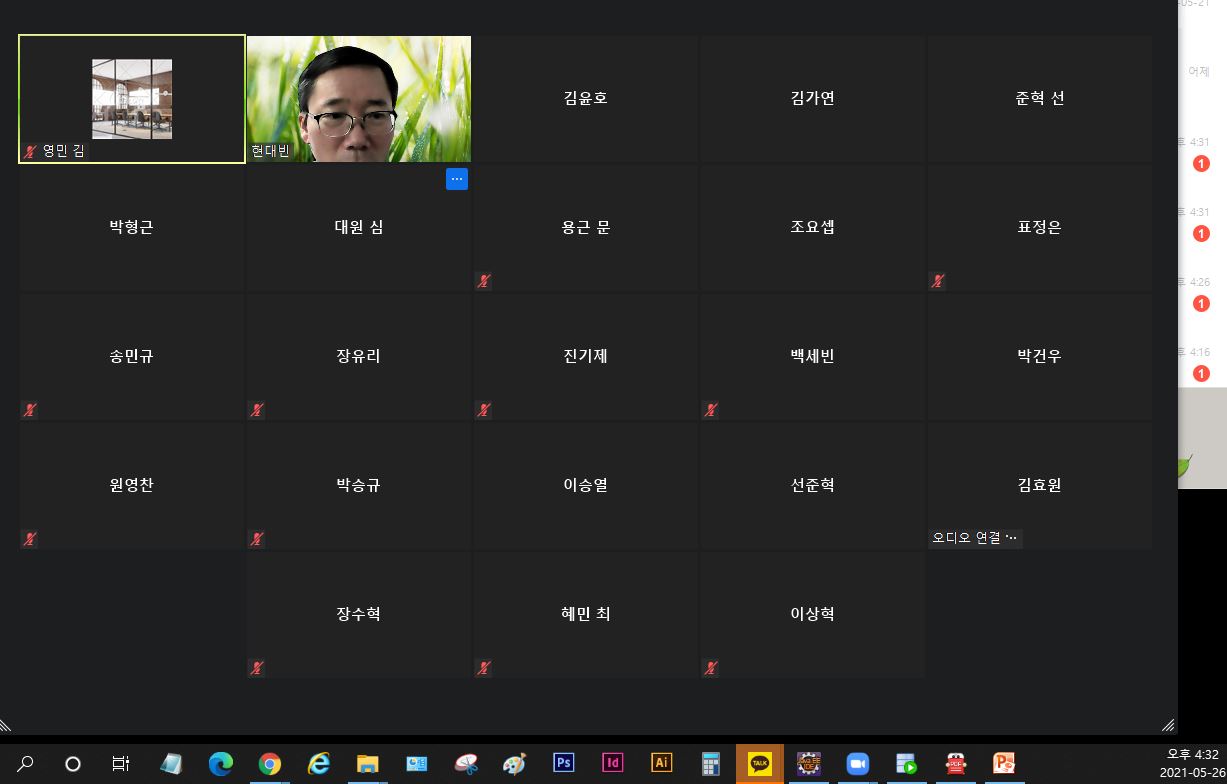 05-21
어제
영민 김
현대빈
김윤호
김가연
준혁 선
후 4:31
1
박형근
대원 심
용근 문
조요셉
표정은
후 4:31
1
후 4:26
1
송민규
장유리
진기제
백세빈
박건우
후 4:16
1
원영찬
박승규
이승열
선준혁
김효원
오디오 연결 ···
장수혁
혜민 최
이상혁
Ps
Id
Ai
TALK
PDF
오후 4:32
2021-05-2